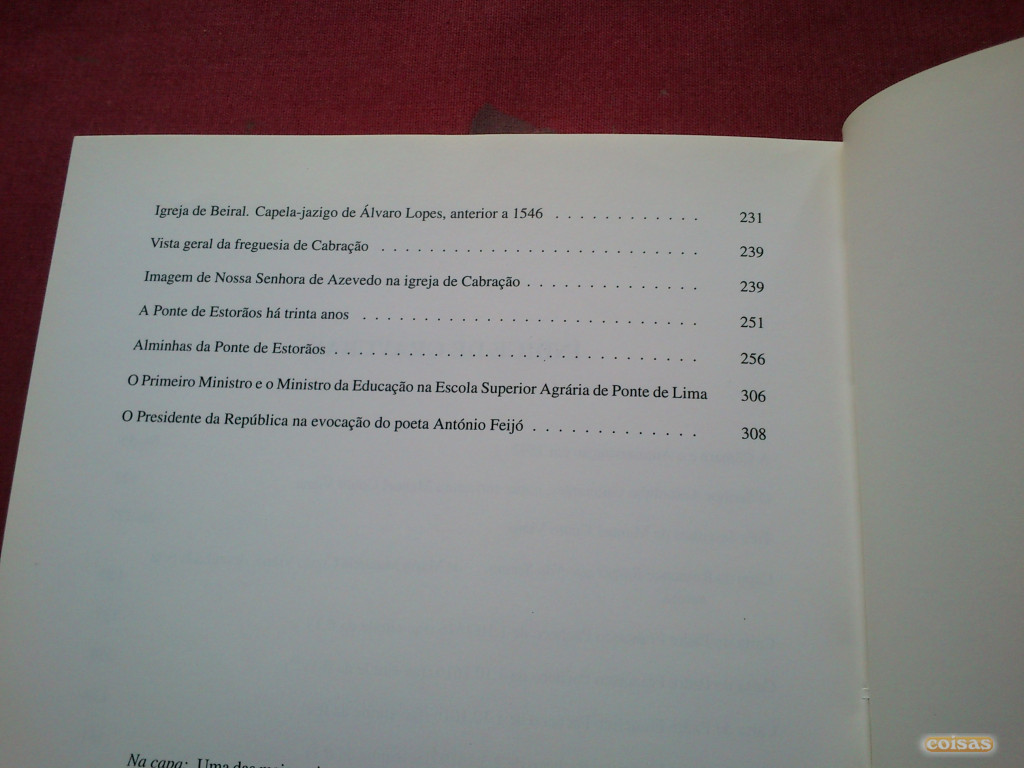 Igreja de Beiral. Capela-jazigo de Álvaro Lopes, anterior a 1546 . . . . . . . . . . . . 231
Vista geral da freguesia de Cabração . . . . . . . . . . . . . . . . . . . . . . . . . . 239
Imagem de Nossa Senhora de Azevedo na igreja de Cabração . . . . . . . . . . . . . . 239
A Ponte de Estorãos há trinta anos . . . . . . . . . . . . . . . . . . . . . . . . . . . . 251
Alminhas da Ponte de Estorãos . . . . . . . . . . . . . . . . . . . . . . . . . . . . . . 256
O Primeiro Ministro e o Ministro da Educação na Escola Superior Agrária de Ponte de Lima 306
O Presidente da República na evocação do poeta António Feijó . . . . . . . . . . . . . 308
Na capa: Uma das
coisas